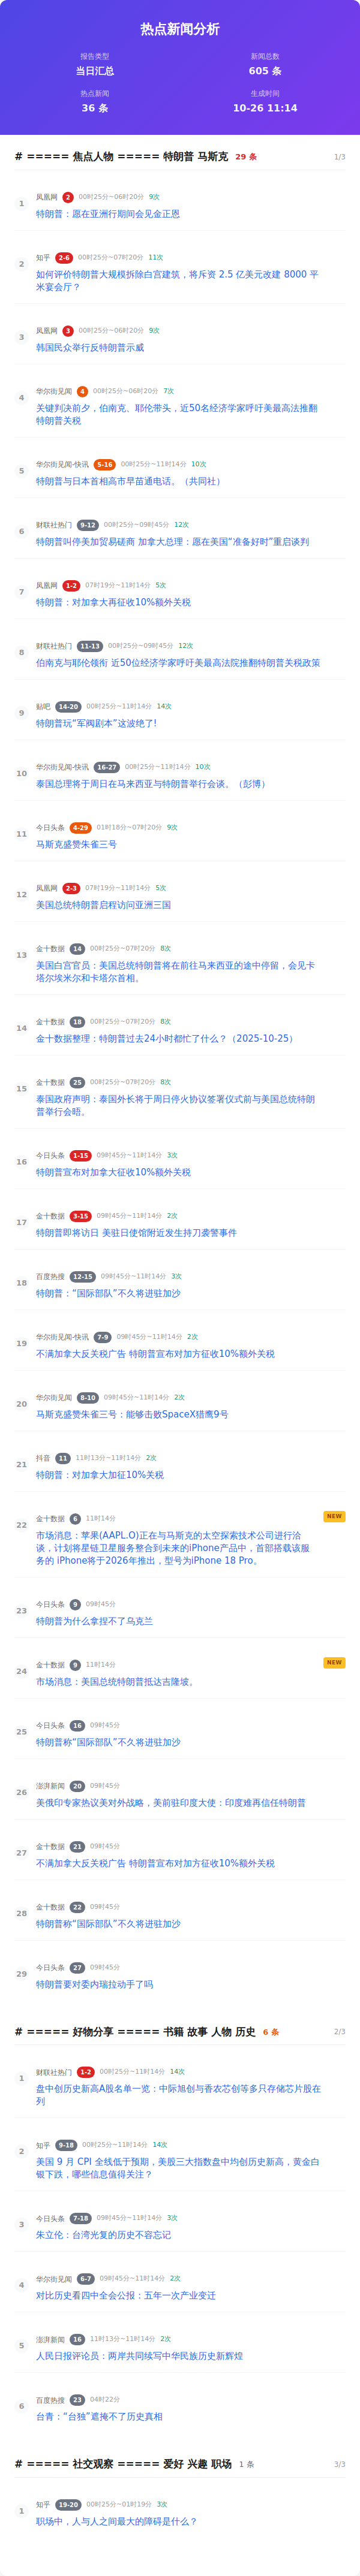 热点新闻分析
报告类型
新闻总数
当日汇总
605 条
热点新闻
生成时间
36 条
10-26 11:14
# ===== 焦点人物 ===== 特朗普 马斯克 29 条 1/3
1
凤凰网 2 00时25分~06时20分 9次
特朗普：愿在亚洲行期间会见金正恩
2
知乎 2-6 00时25分~07时20分 11次
如何评价特朗普大规模拆除白宫建筑，将斥资 2.5 亿美元改建 8000 平
米宴会厅？
3
凤凰网 3 00时25分~06时20分 9次
韩国民众举行反特朗普示威
4
华尔街见闻 4 00时25分~06时20分 7次
关键判决前夕，伯南克、耶伦带头，近50名经济学家呼吁美最高法推翻
特朗普关税
5
华尔街见闻-快讯 5-16 00时25分~11时14分 10次
特朗普与日本首相高市早苗通电话。（共同社）
6
财联社热门 9-12 00时25分~09时45分 12次
特朗普叫停美加贸易磋商 加拿大总理：愿在美国“准备好时”重启谈判
7
凤凰网 1-2 07时19分~11时14分 5次
特朗普：对加拿大再征收10%额外关税
8
财联社热门 11-13 00时25分~09时45分 12次
伯南克与耶伦领衔 近50位经济学家呼吁美最高法院推翻特朗普关税政策
9
贴吧 14-20 00时25分~11时14分 14次
特朗普玩“军阀剧本”这波绝了!
10
华尔街见闻-快讯 16-27 00时25分~11时14分 10次
泰国总理将于周日在马来西亚与特朗普举行会谈。（彭博）
11
今日头条 4-29 01时18分~07时20分 9次
马斯克盛赞朱雀三号
12
凤凰网 2-3 07时19分~11时14分 5次
美国总统特朗普启程访问亚洲三国
13
金十数据 14 00时25分~07时20分 8次
美国白宫官员：美国总统特朗普将在前往马来西亚的途中停留，会见卡
塔尔埃米尔和卡塔尔首相。
14
金十数据 18 00时25分~07时20分 8次
金十数据整理：特朗普过去24小时都忙了什么？（2025-10-25）
15
金十数据 25 00时25分~07时20分 8次
泰国政府声明：泰国外长将于周日停火协议签署仪式前与美国总统特朗
普举行会晤。
16
今日头条 1-15 09时45分~11时14分 3次
特朗普宣布对加拿大征收10%额外关税
17
金十数据 3-15 09时45分~11时14分 2次
特朗普即将访日 美驻日使馆附近发生持刀袭警事件
18
百度热搜 12-15 09时45分~11时14分 3次
特朗普：“国际部队”不久将进驻加沙
19
华尔街见闻-快讯 7-9 09时45分~11时14分 2次
不满加拿大反关税广告 特朗普宣布对加方征收10%额外关税
20
华尔街见闻 8-10 09时45分~11时14分 2次
马斯克盛赞朱雀三号：能够击败SpaceX猎鹰9号
21
抖音 11 11时13分~11时14分 2次
特朗普：对加拿大加征10%关税
22
金十数据 6 11时14分 NEW
市场消息：苹果(AAPL.O)正在与马斯克的太空探索技术公司进行洽
谈，计划将星链卫星服务整合到未来的iPhone产品中，首部搭载该服
务的 iPhone将于2026年推出，型号为iPhone 18 Pro。
23
今日头条 9 09时45分
特朗普为什么拿捏不了乌克兰
24
金十数据 9 11时14分 NEW
市场消息：美国总统特朗普抵达吉隆坡。
25
今日头条 16 09时45分
特朗普称“国际部队”不久将进驻加沙
26
澎湃新闻 20 09时45分
美俄印专家热议美对外战略，美前驻印度大使：印度难再信任特朗普
27
金十数据 21 09时45分
不满加拿大反关税广告 特朗普宣布对加方征收10%额外关税
28
金十数据 22 09时45分
特朗普称“国际部队”不久将进驻加沙
29
今日头条 27 09时45分
特朗普要对委内瑞拉动手了吗
# ===== 好物分享 ===== 书籍 故事 人物 历史 6 条 2/3
1
财联社热门 1-2 00时25分~11时14分 14次
盘中创历史新高A股名单一览：中际旭创与香农芯创等多只存储芯片股在
列
2
知乎 9-18 00时25分~11时14分 14次
美国 9 月 CPI 全线低于预期，美股三大指数盘中均创历史新高，黄金白
银下跌，哪些信息值得关注？
3
今日头条 7-18 09时45分~11时14分 3次
朱立伦：台湾光复的历史不容忘记
4
华尔街见闻 6-7 09时45分~11时14分 2次
对比历史看四中全会公报：五年一次产业变迁
5
澎湃新闻 16 11时13分~11时14分 2次
人民日报评论员：两岸共同续写中华民族历史新辉煌
6
百度热搜 23 04时22分
台青：“台独”遮掩不了历史真相
# ===== 社交观察 ===== 爱好 兴趣 职场 1 条 3/3
1
知乎 19-20 00时25分~01时19分 3次
职场中，人与人之间最大的障碍是什么？